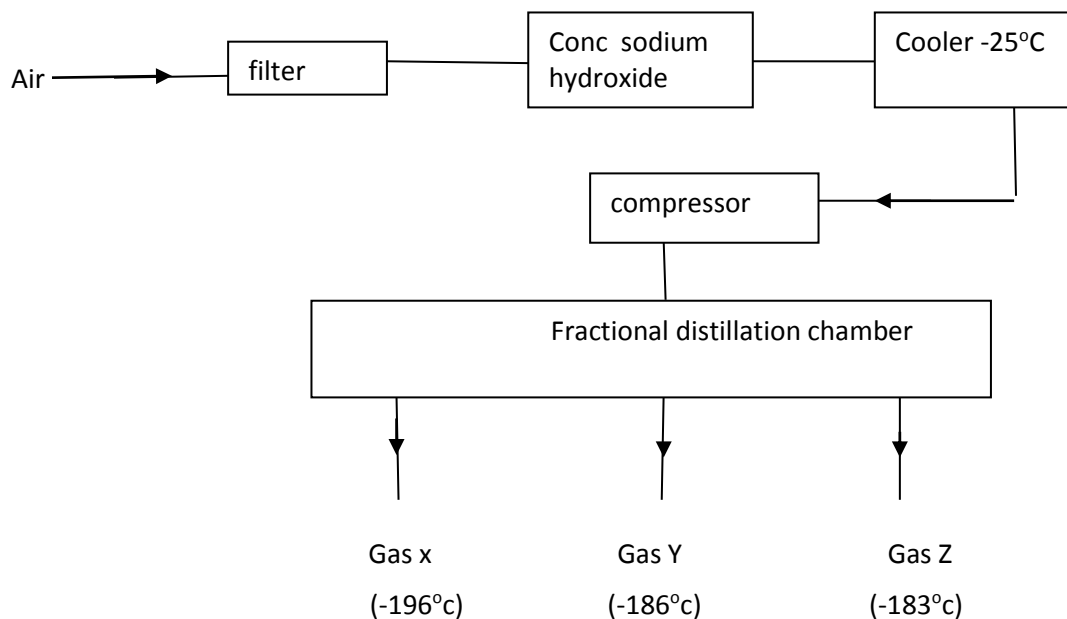 Air
filter
Conc sodium
hydroxide
Cooler -25°C
compressor
Fractional distillation chamber
Gas x
Gas Y
Gas Z
(-196°c)
(-186°c)
(-183°c)